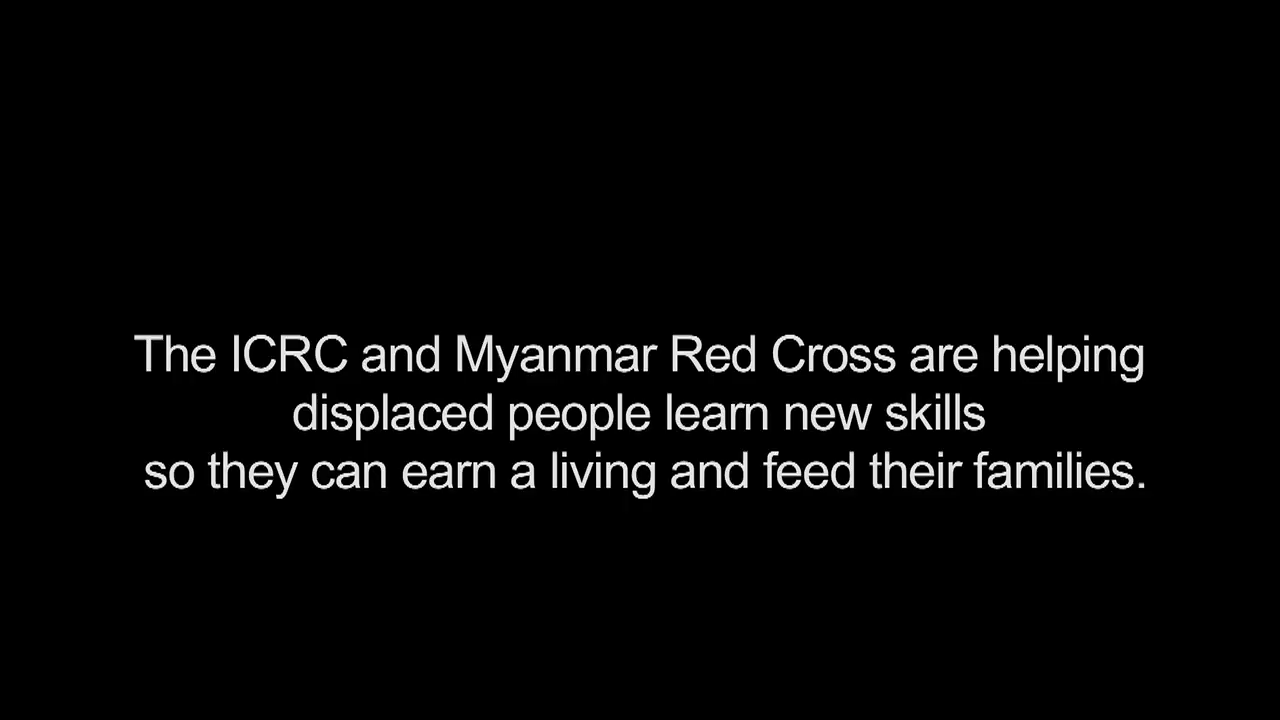 The ICRC and Myanmar Red Cross are helping
displaced people learn new skills
so they can earn a living and feed their families.